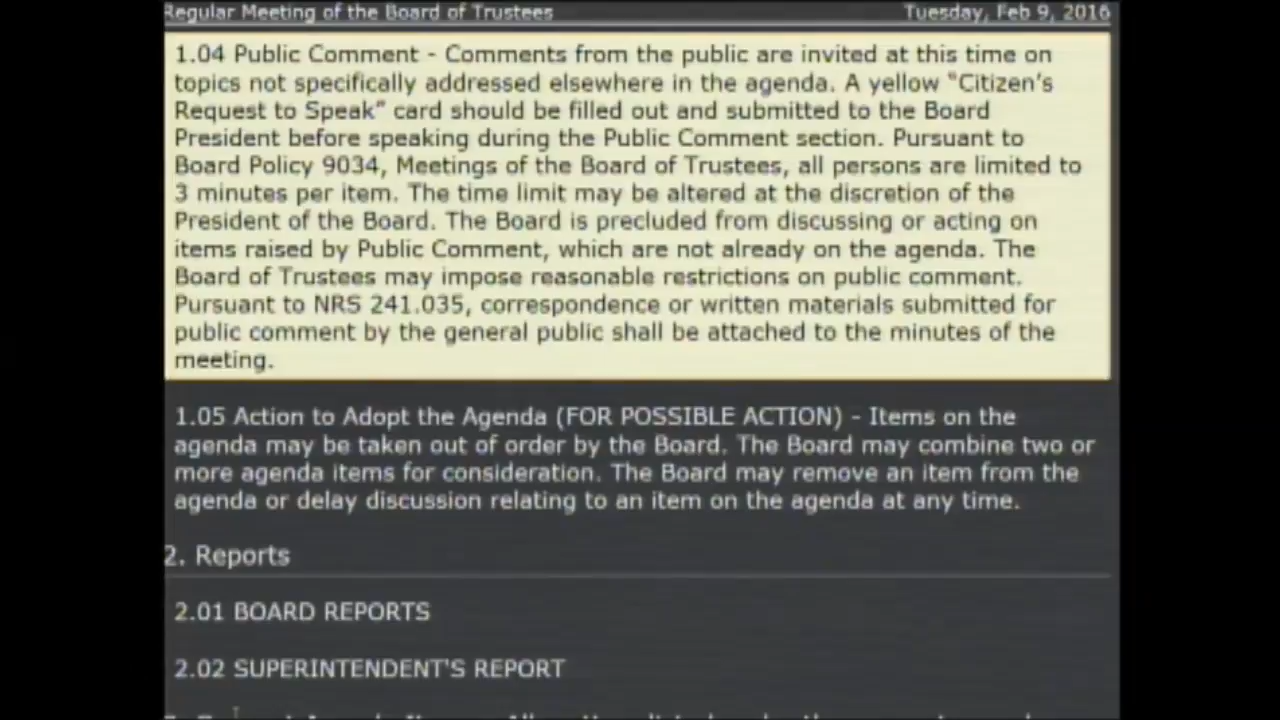 Regular Meeting of the Board of Trustees Tuesday, Feb 9, 2016
1.04 Public Comment - Comments from the public are invited at this time on
topics not specifically addressed elsewhere in the agenda. A yellow “Citizen’s
Request to Speak” card should be filled out and submitted to the Board
President before speaking during the Public Comment section. Pursuant to
Board Policy 9034, Meetings of the Board of Trustees, all persons are limited to
3 minutes per item. The time limit may be altered at the discretion of the
President of the Board. The Board is precluded from discussing or acting on
items raised by Public Comment, which are not already on the agenda. The
Board of Trustees may impose reasonable restrictions on public comment.
Pursuant to NRS 241.035, correspondence or written materials submitted for
public comment by the general public shall be attached to the minutes of the
meeting.
1.05 Action to Adopt the Agenda (FOR POSSIBLE ACTION) - Items on the
agenda may be taken out of order by the Board. The Board may combine two or
more agenda items for consideration. The Board may remove an item from the
agenda or delay discussion relating to an item on the agenda at any time.
2. Reports
2.01 BOARD REPORTS
2.02 SUPERINTENDENT'S REPORT